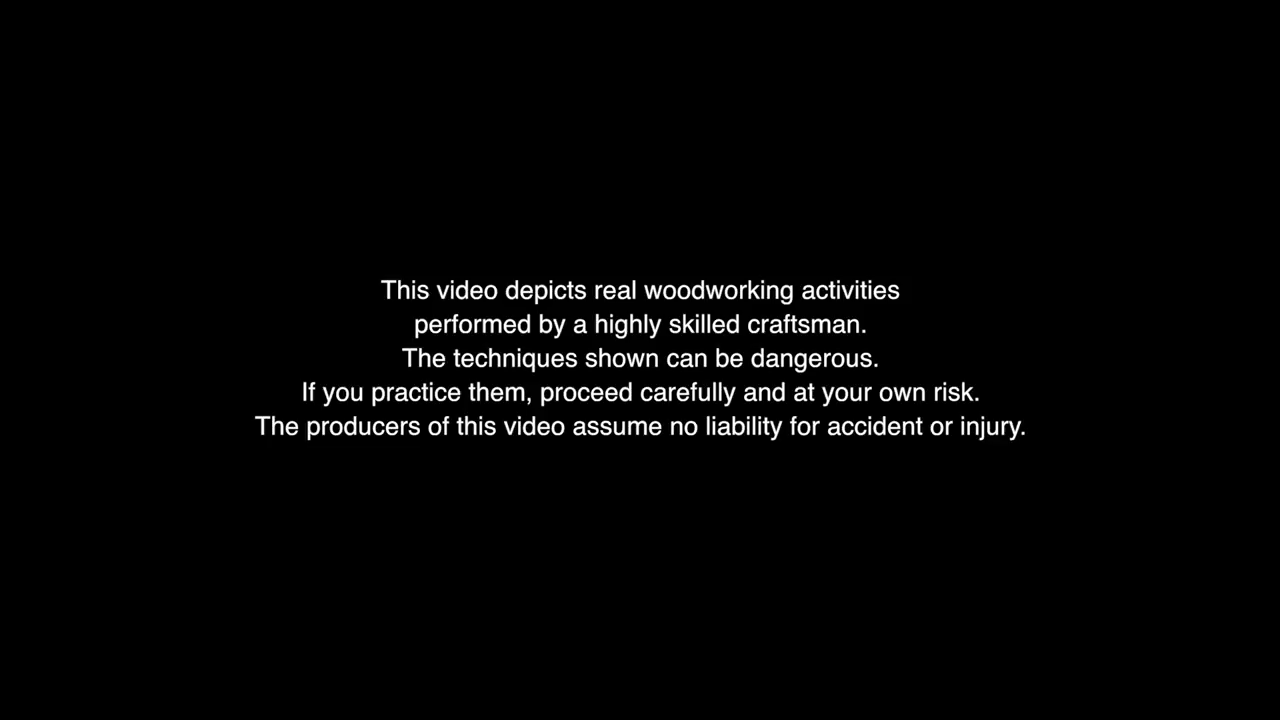 This video depicts real woodworking activities
performed by a highly skilled craftsman.
The techniques shown can be dangerous.
If you practice them, proceed carefully and at your own risk.
The producers of this video assume no liability for accident or injury.